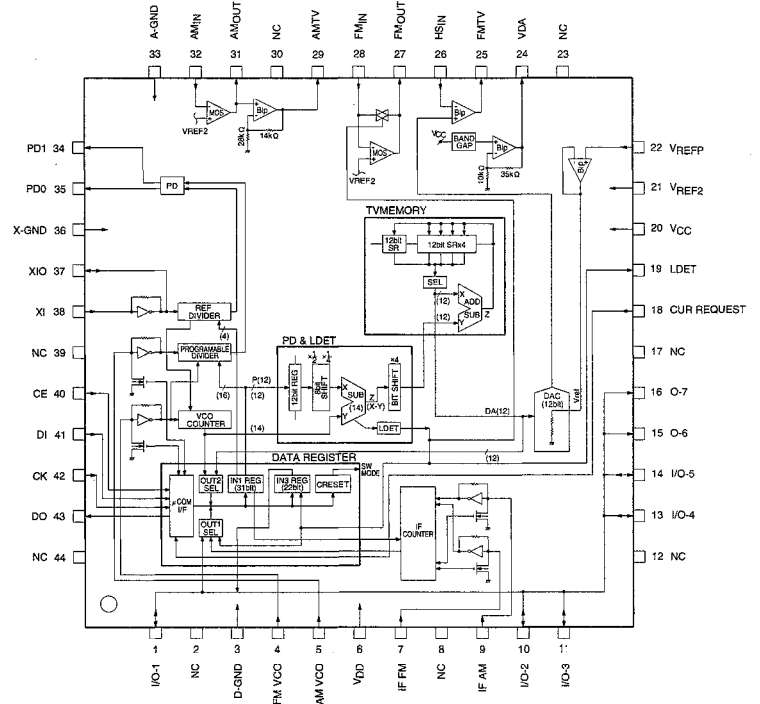 A-GND
AMIN
AMOUT
NC
AMTV
FMIN
FMOUT
HSIN
FMTV
VDA
NC
33
32
31
30
29
28
27
26
25
24
23
MOS
VREF2
Bip
28kΩ
14kΩ
MOS
VREF2
Bip
VCC
BAND GAP
Bip
10kΩ
35kΩ
Bip
PD1 34
PD0 35
X-GND 36
XIO 37
XI 38
NC 39
CE 40
DI 41
CK 42
DO 43
NC 44
22 VREFP
21 VREF2
20 VCC
19 LDET
18 CUR REQUEST
17 NC
16 O-7
15 O-6
14 I/O-5
13 I/O-4
12 NC
PD
REF DIVIDER
(4)
PROGRAMABLE DIVIDER
(16)
P(12)
(12)
VCO COUNTER
(14)
TVMEMORY
12bit SR
12bit SR×4
SEL
(12)
(12)
X
ADD
SUB
Y
Z
PD & LDET
12bit REG
8bit SHIFT
X
SUB
(14)
Y
Z
(X-Y)
×4
BIT SHIFT
LDET
DA(12)
(12)
DAC (12bit)
Vref
DATA REGISTER
μCOM I/F
OUT2 SEL
IN1 REG (31bit)
IN3 REG (22bit)
CRESET
SW MODE
OUT1 SEL
IF COUNTER
1
2
3
4
5
6
7
8
9
10
11
I/O-1
NC
D-GND
FM VCO
AM VCO
VDD
IF FM
NC
IF AM
I/O-2
I/O-3